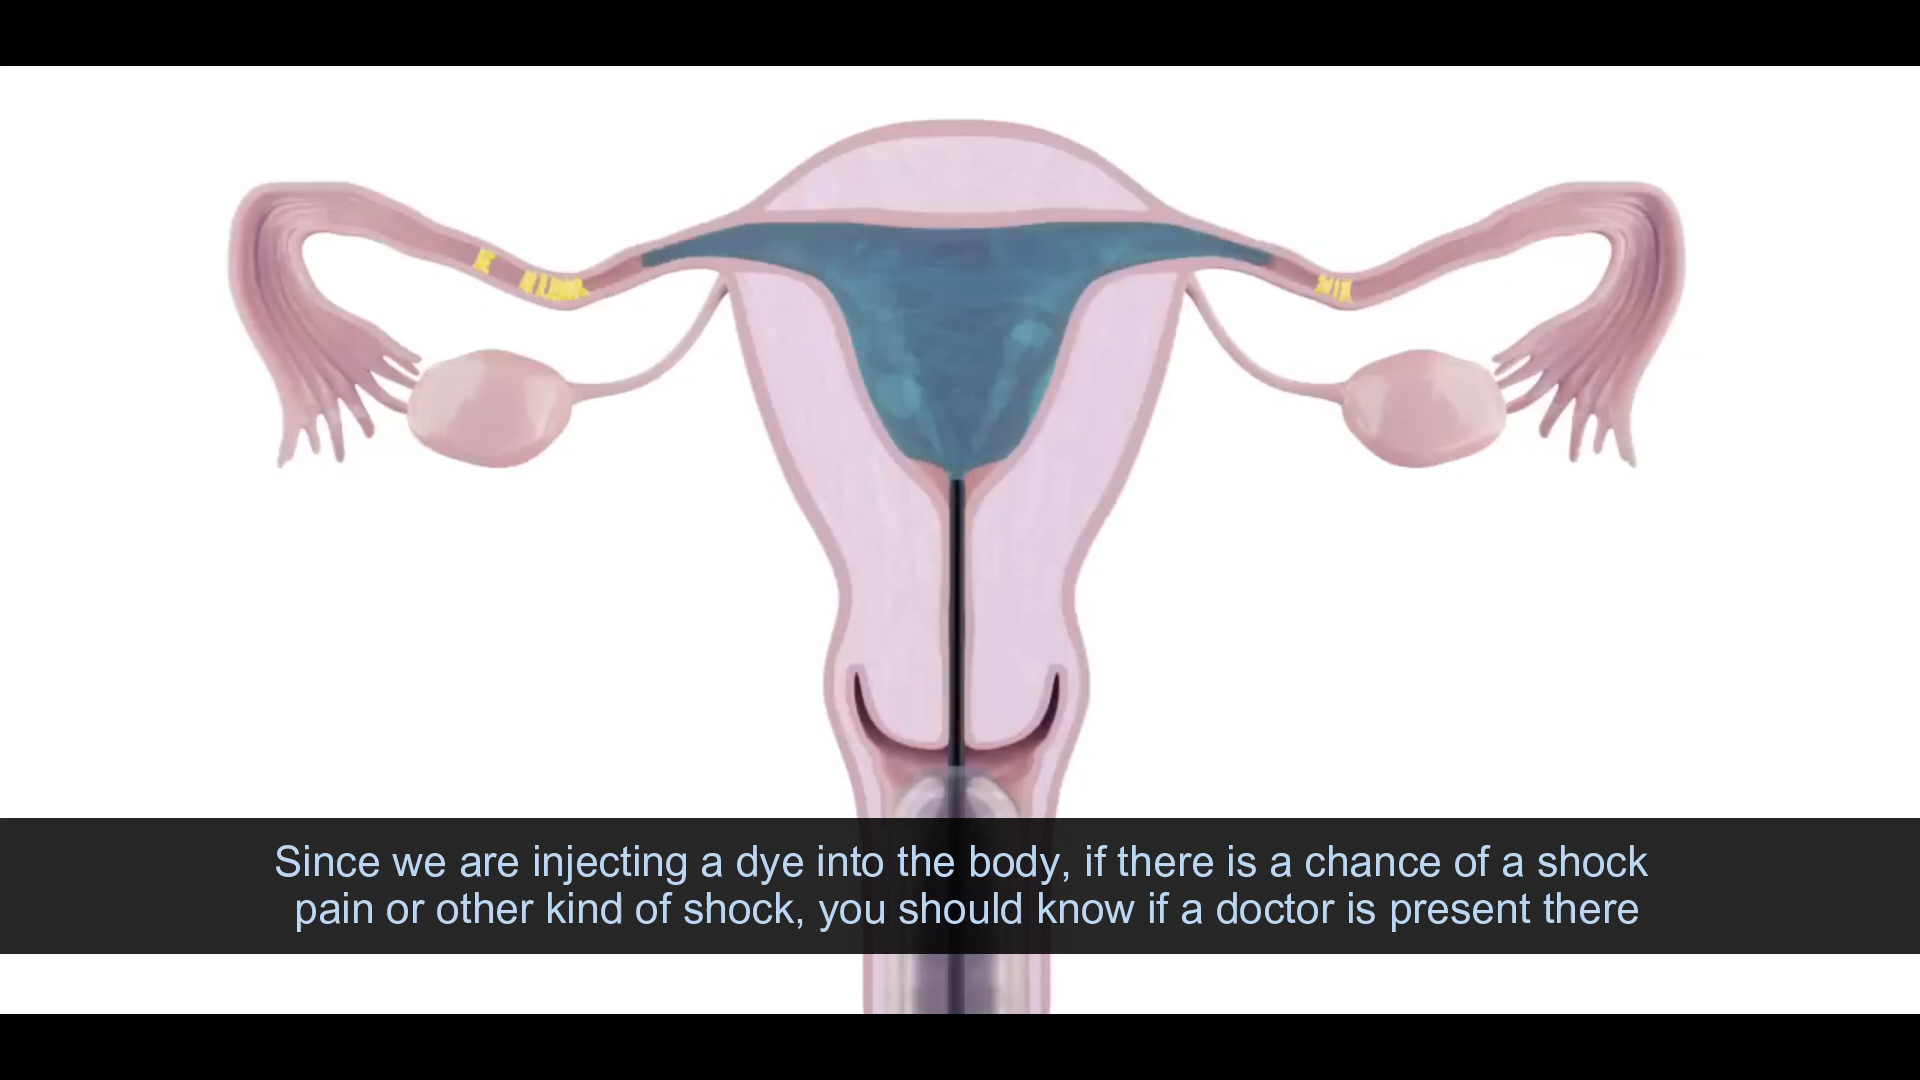 Since we are injecting a dye into the body, if there is a chance of a shock
pain or other kind of shock, you should know if a doctor is present there